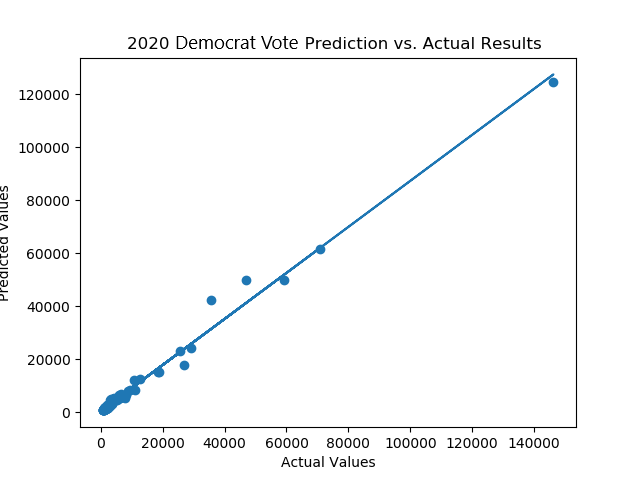 2020 Democrat Vote Prediction vs. Actual Results
120000
100000
80000
60000
40000
20000
0
Predicted Values
0 20000 40000 60000 80000 100000 120000 140000
Actual Values